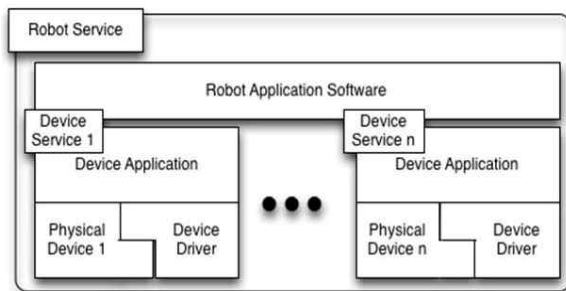 Robot Service
Robot Application Software
Device
Service 1
Device Application
Physical
Device 1
Device
Driver
Device
Service n
Device Application
Physical
Device n
Device
Driver